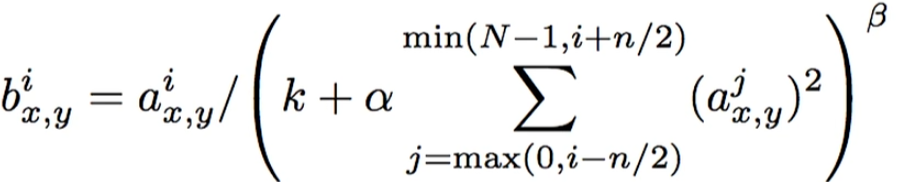 b^i_{x,y} = a^i_{x,y} / \left( k + \alpha \sum_{j=\max(0,i-n/2)}^{\min(N-1,i+n/2)} (a^j_{x,y})^2 \right)^\beta